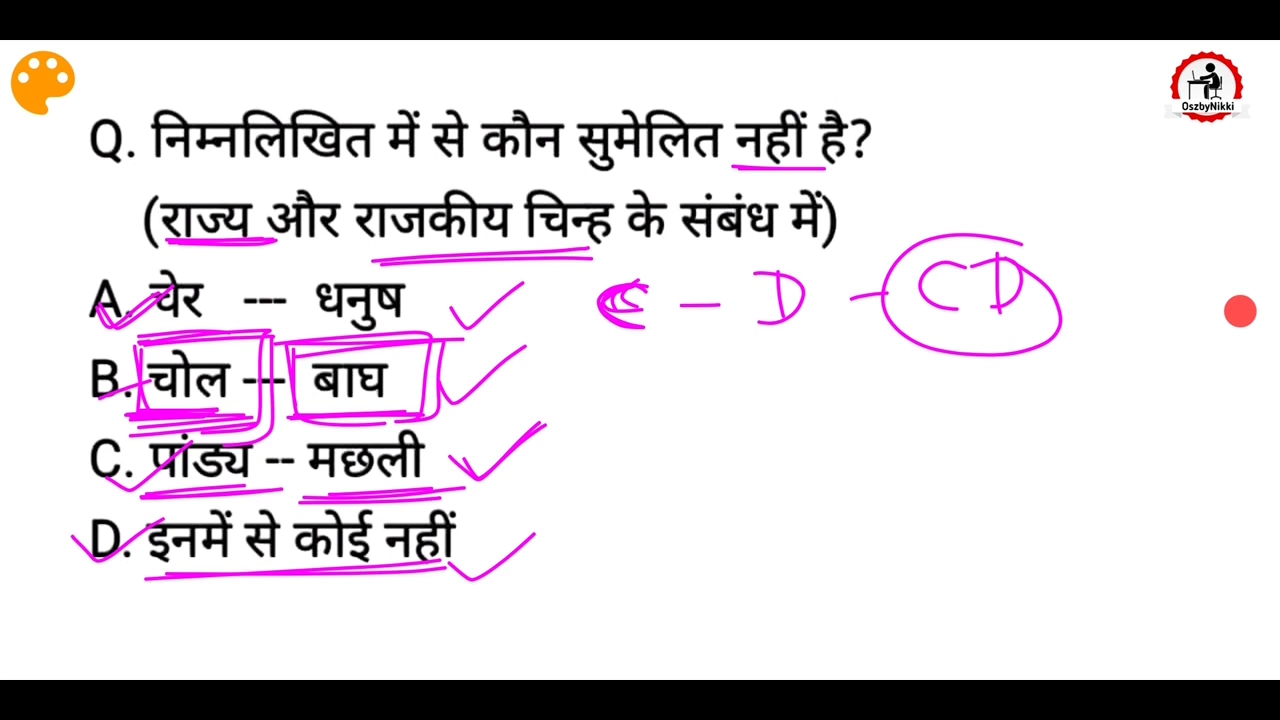 OszbyNikki
Q. निम्नलिखित में से कौन सुमेलित नहीं है?
(राज्य और राजकीय चिन्ह के संबंध में)
A. चेर --- धनुष C - D - CD
B. चोल --- बाघ
C. पांड्य -- मछली
D. इनमें से कोई नहीं